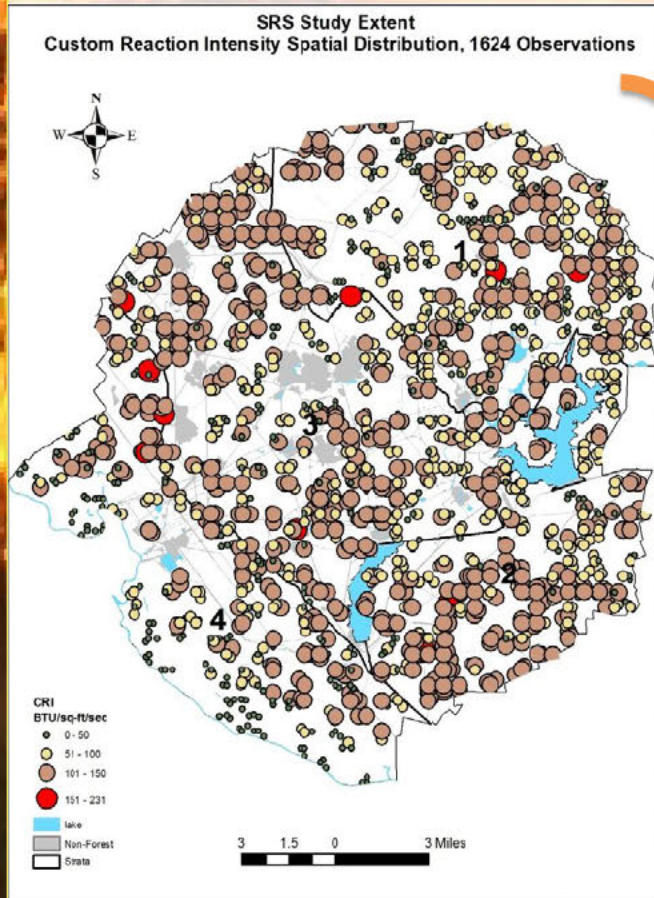 SRS Study Extent
Custom Reaction Intensity Spatial Distribution, 1624 Observations
N
W E
S
1
3
2
4
CRI
BTU/sq-ft/sec
0 - 50
51 - 100
101 - 150
151 - 231
lake
Non-Forest
Strata
3 1.5 0 3 Miles